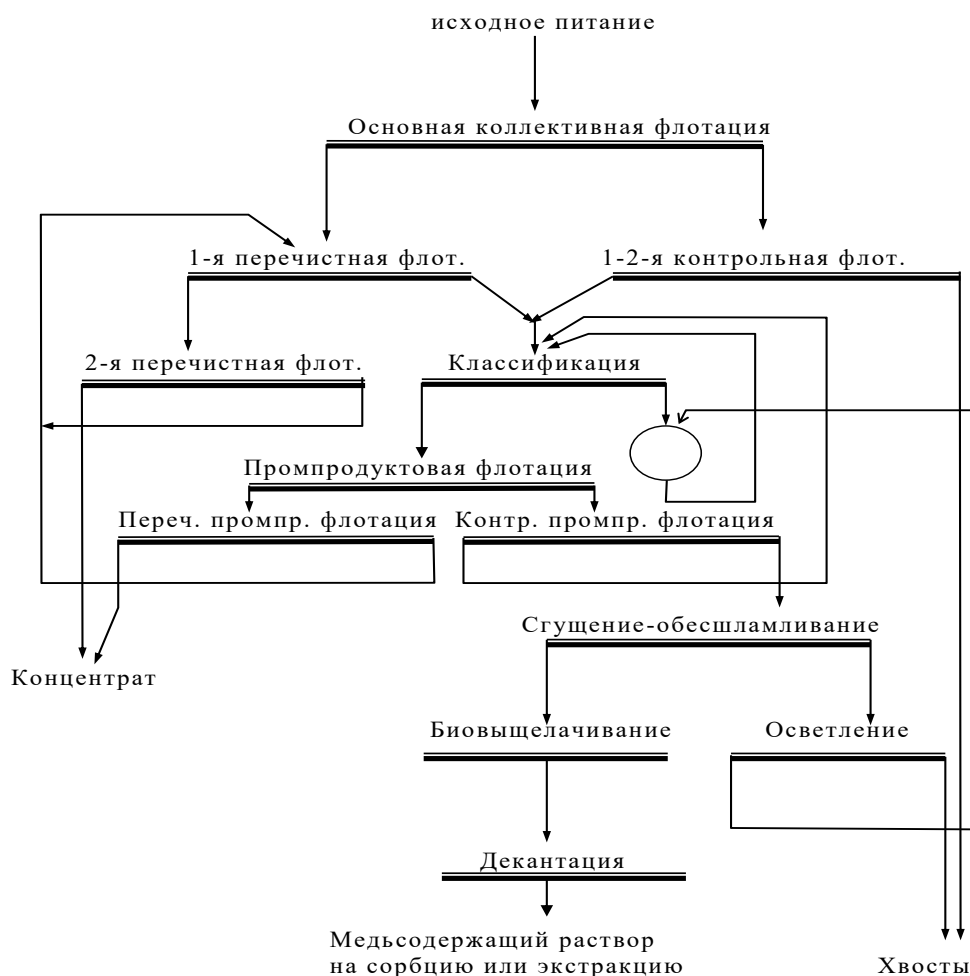 исходное питание
Основная коллективная флотация
1-я перечистная флот.
1-2-я контрольная флот.
2-я перечистная флот.
Классификация
Промпродуктовая флотация
Переч. промпр. флотация
Контр. промпр. флотация
Сгущение-обесшламливание
Концентрат
Биовыщелачивание
Осветление
Декантация
Медьсодержащий раствор
на сорбцию или экстракцию
Хвосты